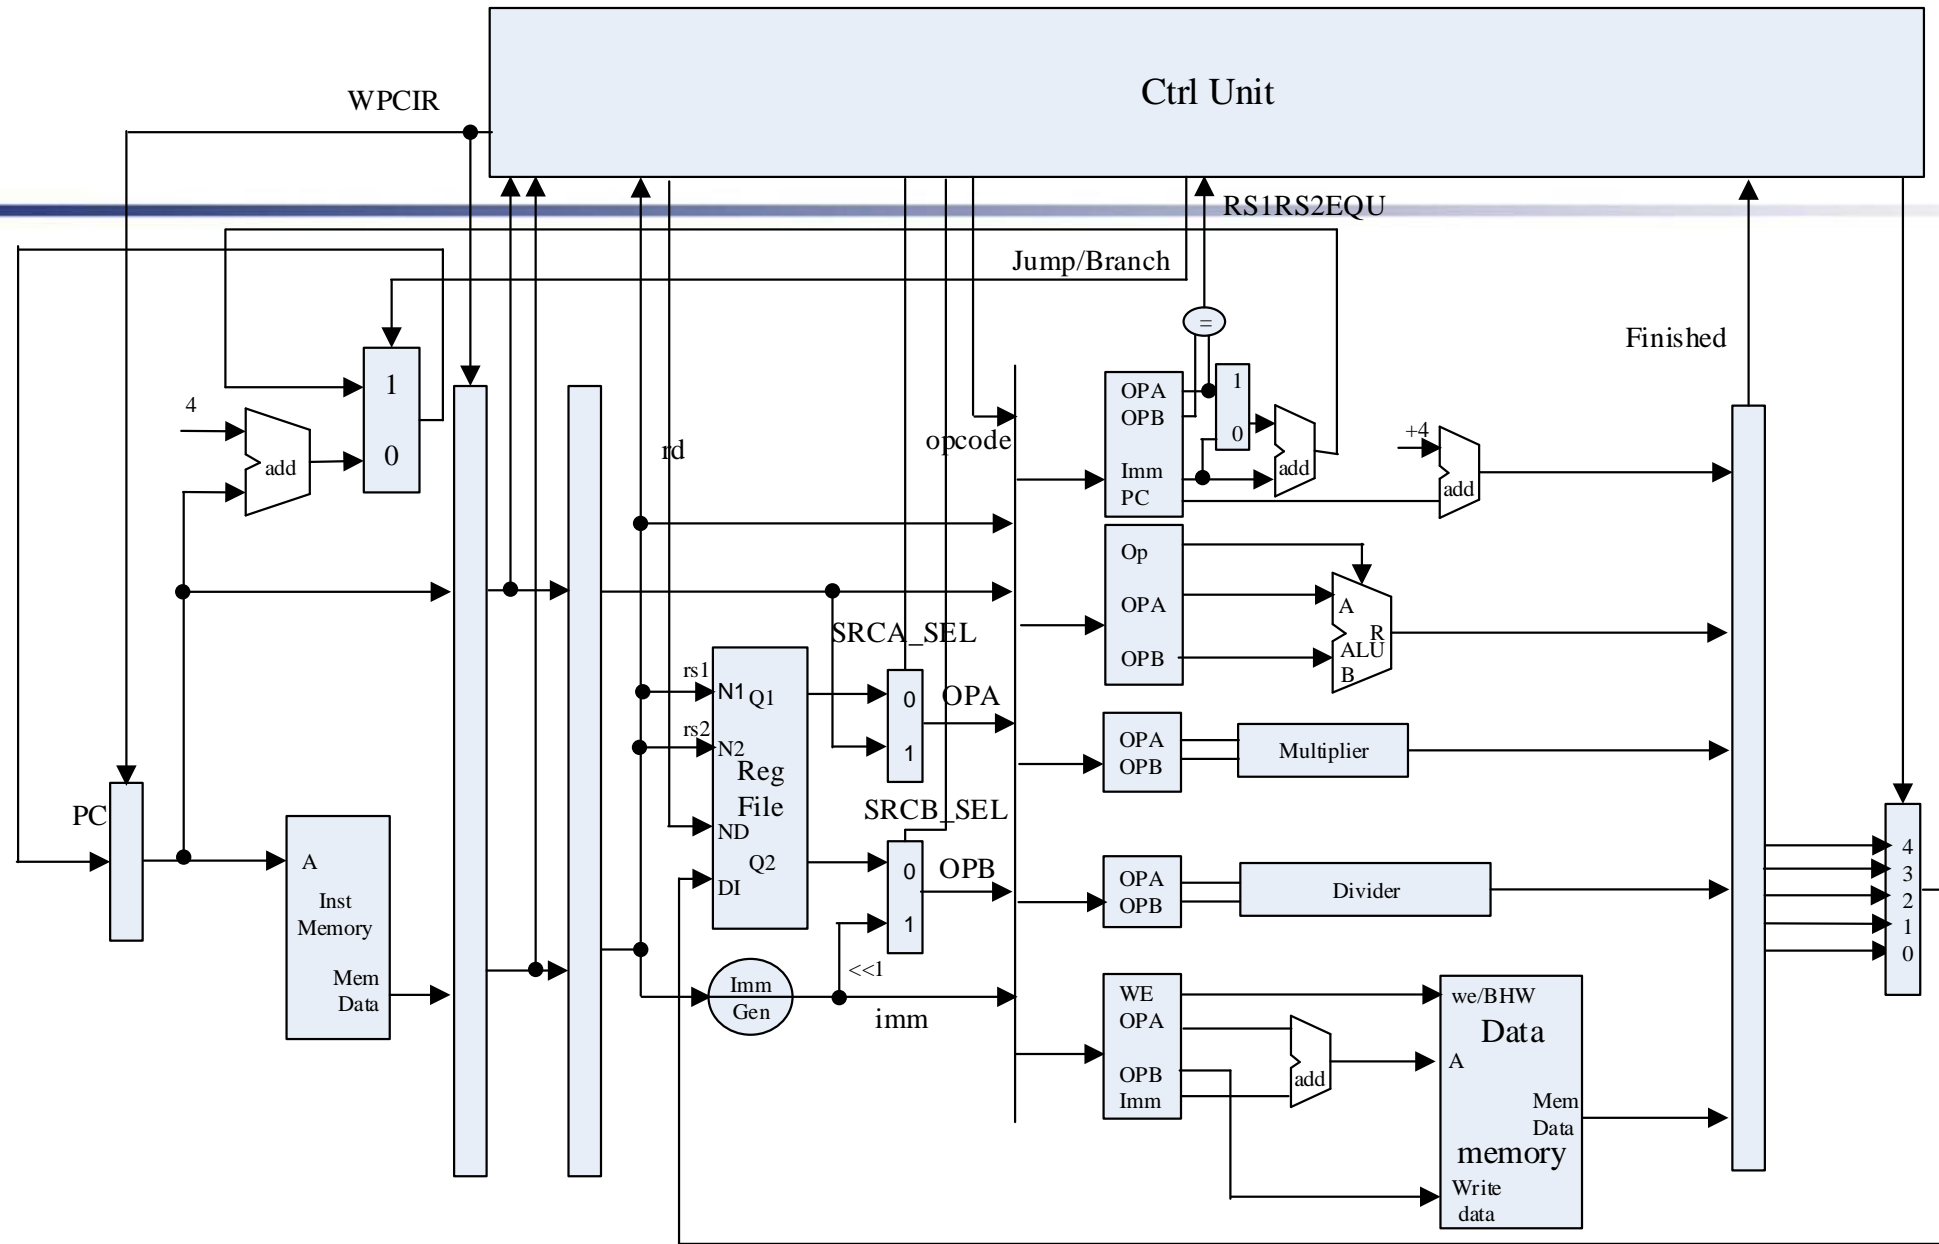 Ctrl Unit
WPCIR
RS1RS2EQU
Jump/Branch
=
Finished
1
0
4
add
rd
opcode
OPA
OPB
Imm
PC
1
0
add
+4
add
Op
OPA
OPB
A
R
ALU
B
SRCA_SEL
rs1
N1 Q1
rs2
N2
Reg
File
ND
Q2
DI
0
1
OPA
SRCB_SEL
0
1
OPB
<<1
Imm
Gen
imm
OPA
OPB
Multiplier
OPA
OPB
Divider
PC
A
Inst
Memory
Mem
Data
WE
OPA
OPB
Imm
add
we/BHW
Data
A
Mem
Data
memory
Write
data
4
3
2
1
0